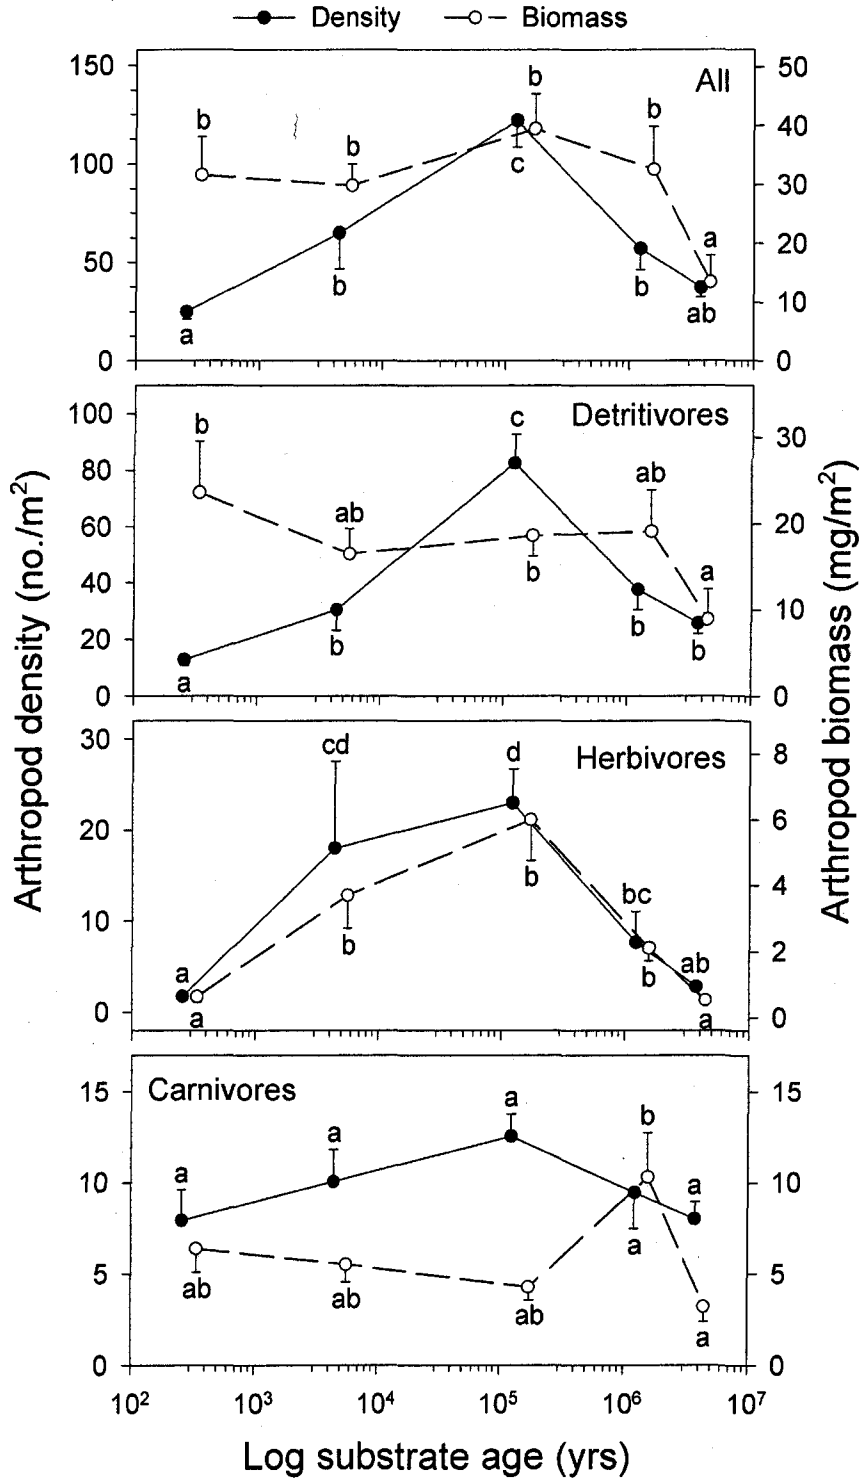 Density Biomass
All
150
100
50
0
50
40
30
20
10
0
b
b
b
b
a
a
b
c
b
ab
Detritivores
100
80
60
40
20
0
30
20
10
0
b
ab
c
ab
a
a
b
b
b
b
Herbivores
30
20
10
0
8
6
4
2
0
cd
d
bc
a
ab
a
b
b
b
a
Carnivores
15
10
5
0
15
10
5
0
a
a
a
b
a
a
ab
ab
ab
a
10² 10³ 10⁴ 10⁵ 10⁶ 10⁷
Log substrate age (yrs)
Arthropod density (no./m²)
Arthropod biomass (mg/m²)